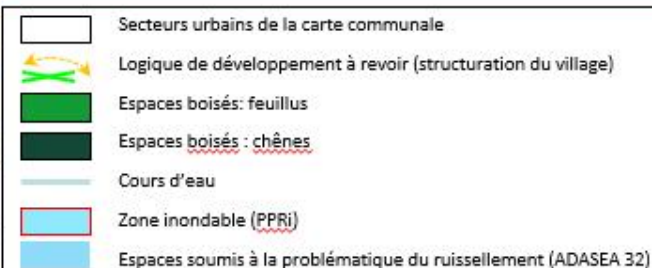 Secteurs urbains de la carte communale
Logique de développement à revoir (structuration du village)
Espaces boisés: feuillus
Espaces boisés : chênes
Cours d'eau
Zone inondable (PPRi)
Espaces soumis à la problématique du ruissellement (ADASEA 32)